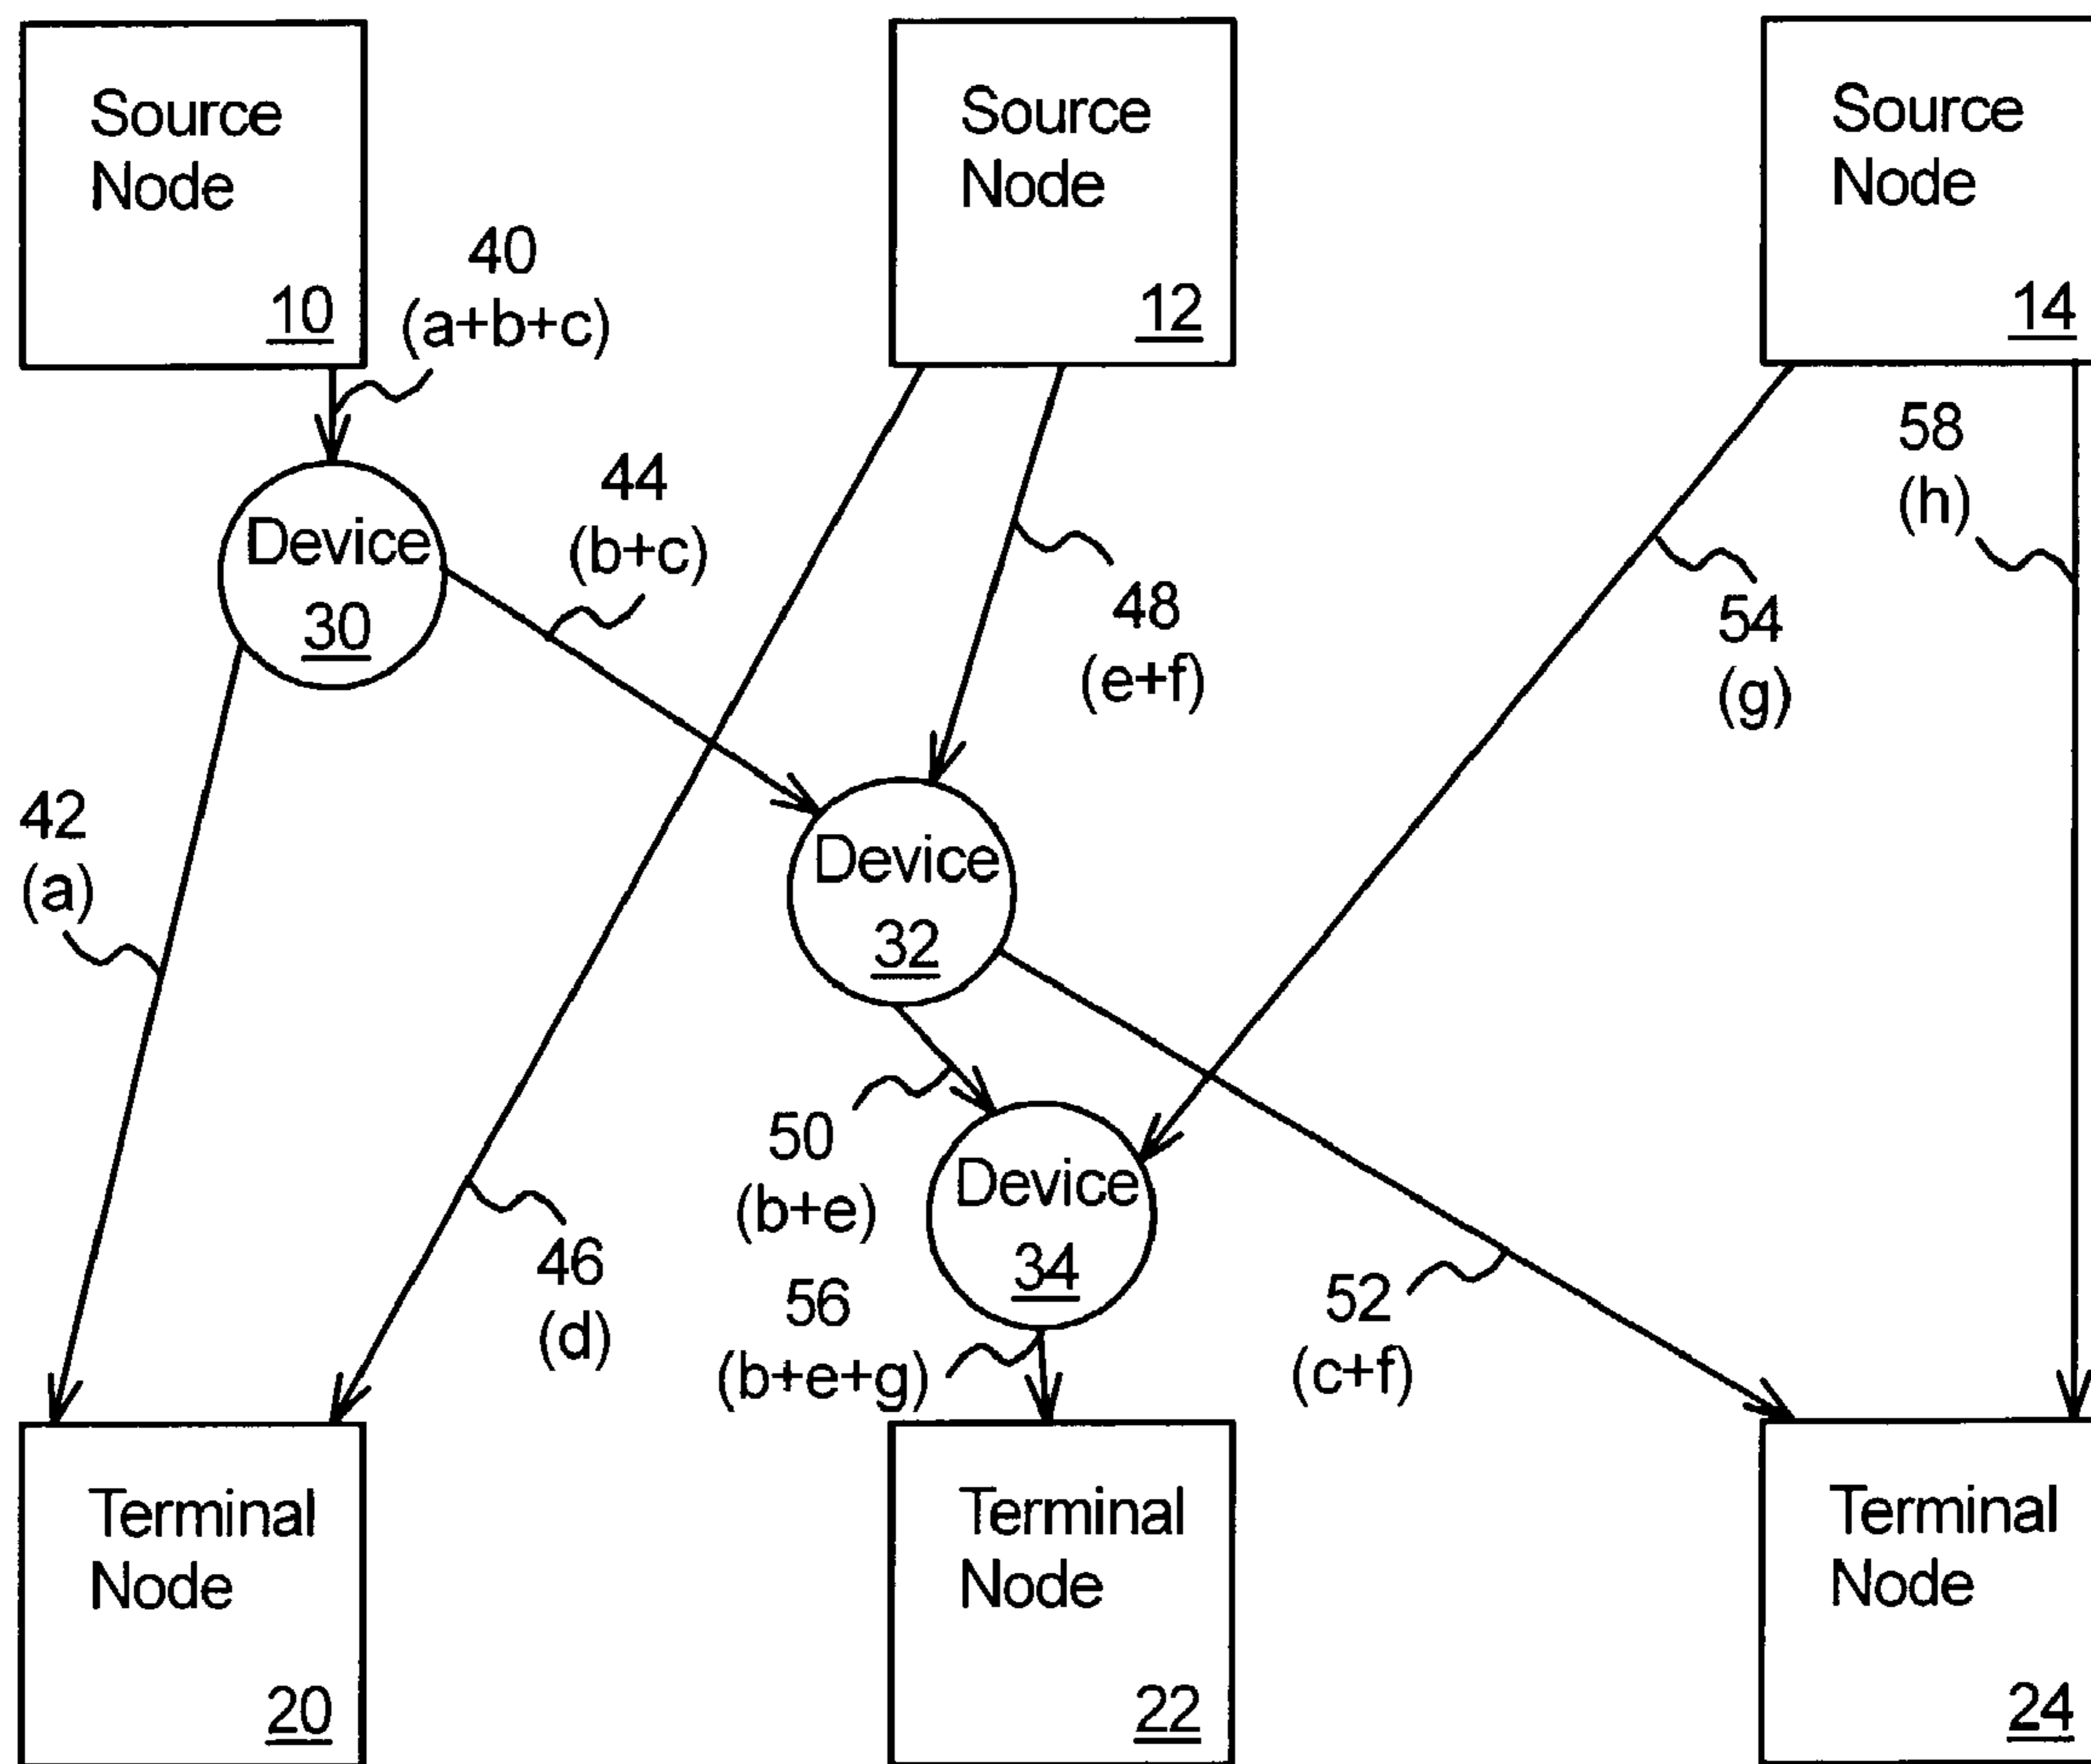 Source
Node
10
Source
Node
12
Source
Node
14
40
(a+b+c)
58
(h)
44
(b+c)
Device
30
48
(e+f)
54
(g)
42
(a)
Device
32
50
(b+e)
Device
34
46
(d)
56
(b+e+g)
52
(c+f)
Terminal
Node
20
Terminal
Node
22
Terminal
Node
24